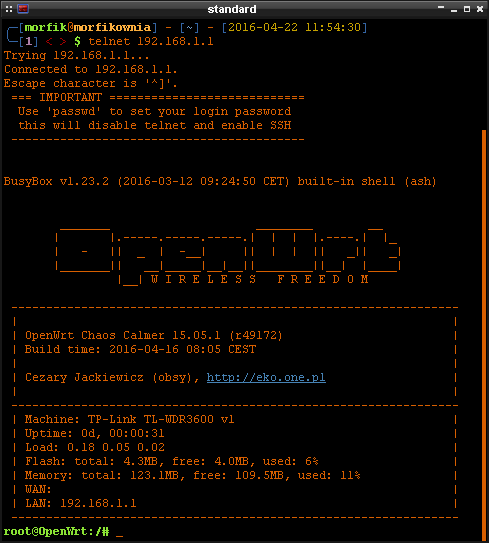 standard
[morfik@morfikownia] - [~] - [2016-04-22 11:54:30]
[1] < > $ telnet 192.168.1.1
Trying 192.168.1.1...
Connected to 192.168.1.1.
Escape character is '^]'.
=== IMPORTANT ============================
Use 'passwd' to set your login password
this will disable telnet and enable SSH
------------------------------------------
BusyBox v1.23.2 (2016-03-12 09:24:50 CET) built-in shell (ash)
OpenWrt
W I R E L E S S   F R E E D O M
| OpenWrt Chaos Calmer 15.05.1 (r49172) |
| Build time: 2016-04-16 08:05 CEST |
| Cezary Jackiewicz (obsy), http://eko.one.pl |
| Machine: TP-Link TL-WDR3600 v1 |
| Uptime: 0d, 00:00:31 |
| Load: 0.18 0.05 0.02 |
| Flash: total: 4.3MB, free: 4.0MB, used: 6% |
| Memory: total: 123.1MB, free: 109.5MB, used: 11% |
| WAN: |
| LAN: 192.168.1.1 |
root@OpenWrt:/# _